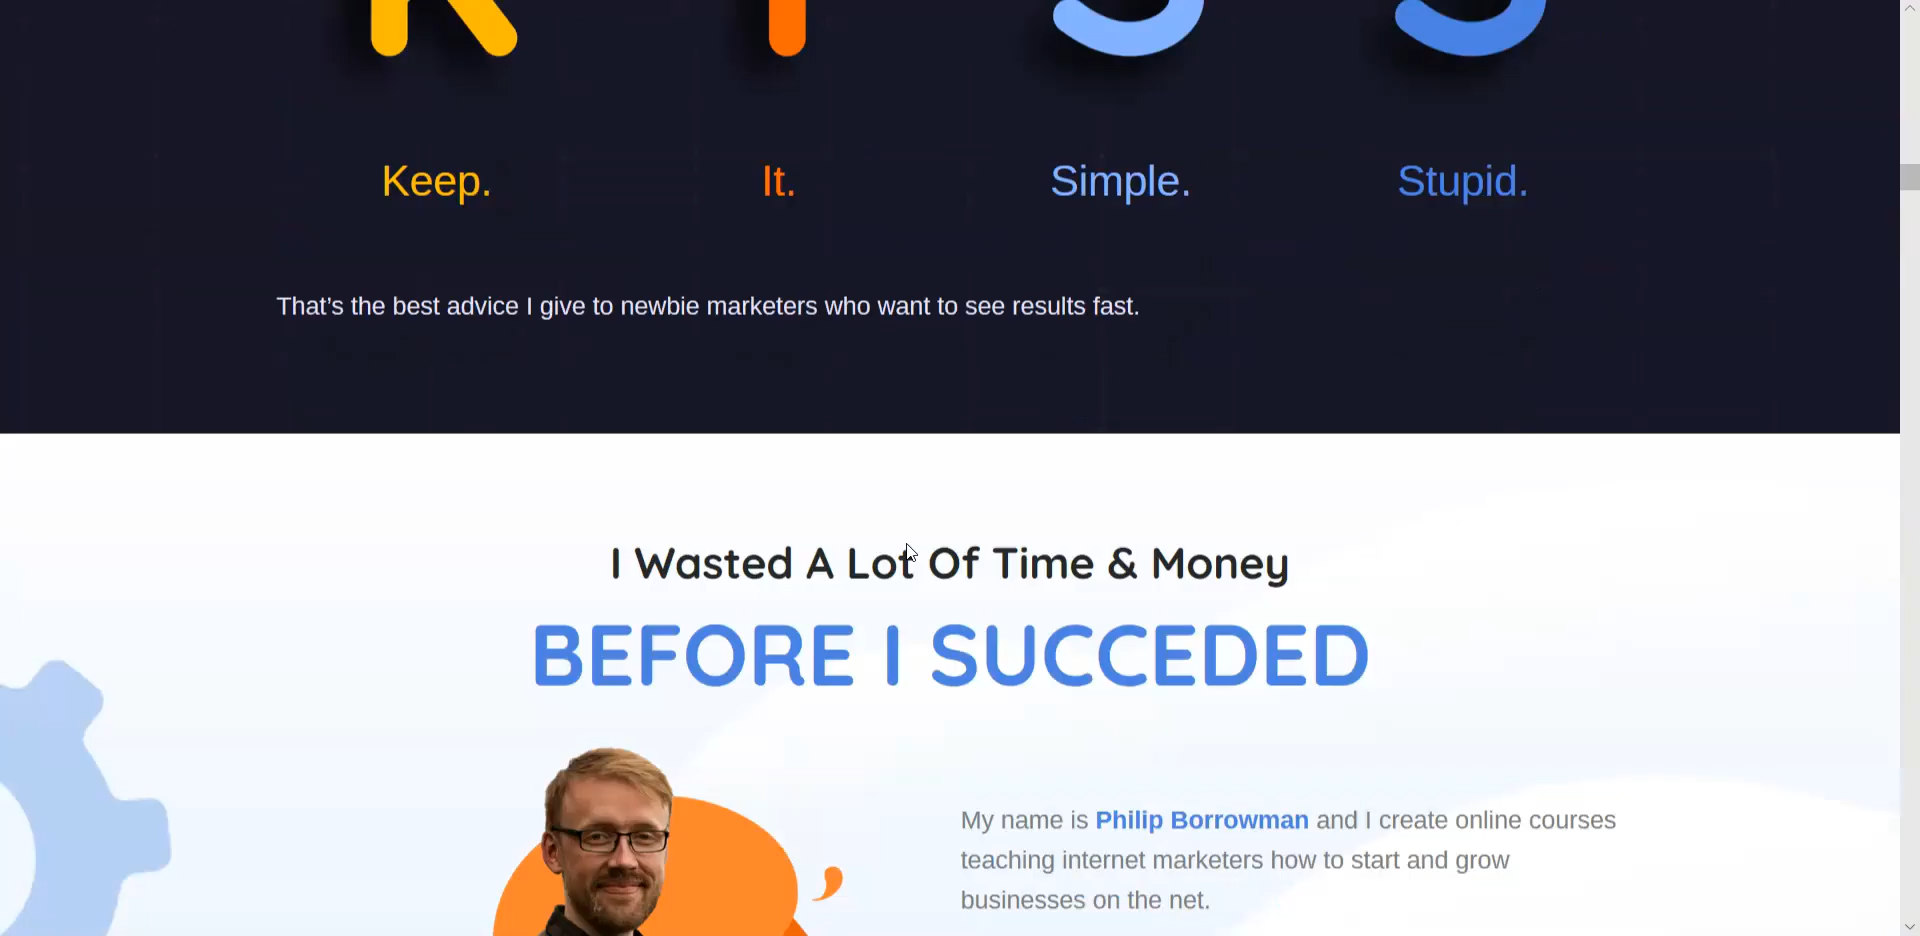 K I S S
Keep. It. Simple. Stupid.
That’s the best advice I give to newbie marketers who want to see results fast.
I Wasted A Lot Of Time & Money
BEFORE I SUCCEDED
My name is Philip Borrowman and I create online courses
teaching internet marketers how to start and grow
businesses on the net.